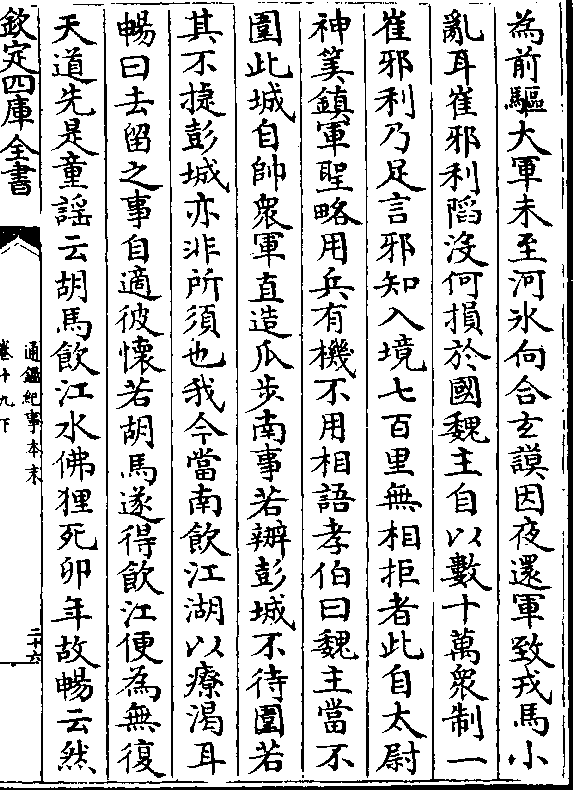 為前驅大軍未至河氷向合玄謨因夜還軍致戎馬小
亂耳崔邪利䧟沒何損於國魏主自以數十萬衆制一
崔邪利乃足言邪知入境七百里無相拒者此自太尉
神筭鎮軍聖略用兵有機不用相語孝伯曰魏主當不
圍此城自帥衆軍直造瓜步南事若辦彭城不待圍若
其不捷彭城亦非所須也我今當南飲江湖以療渴耳
暢曰去留之事自適彼懷若胡馬遂得飲江便為無復
天道先是童謡云胡馬飲江水佛狸死卯年故暢云然
欽定四庫全書
通鑑紀事本末
卷十九下
二十六